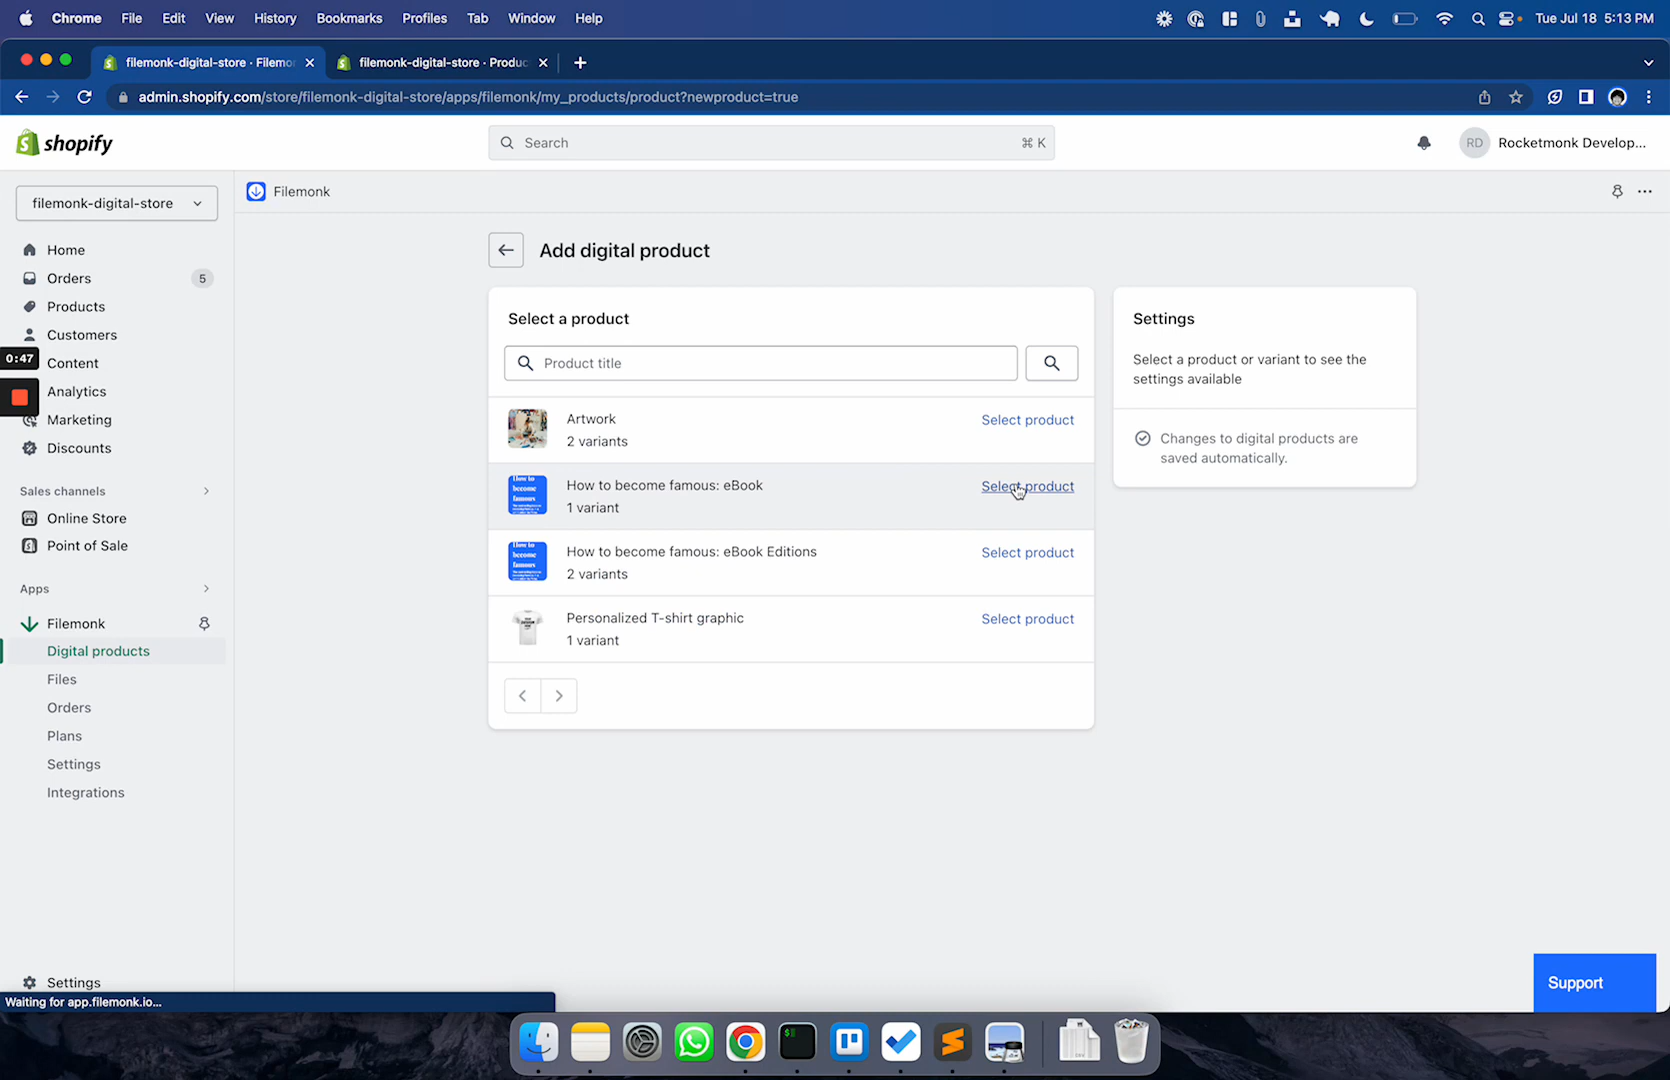 Chrome File Edit View History Bookmarks Profiles Tab Window Help
Tue Jul 18 5:13 PM
filemonk-digital-store · Filemo
filemonk-digital-store · Produc
admin.shopify.com/store/filemonk-digital-store/apps/filemonk/my_products/product?newproduct=true
shopify
Search
⌘ K
RD
Rocketmonk Develop...
filemonk-digital-store
Filemonk
Home
Orders
5
Products
Customers
0:47
Content
Analytics
Marketing
Discounts
Sales channels
Online Store
Point of Sale
Apps
Filemonk
Digital products
Files
Orders
Plans
Settings
Integrations
Settings
Waiting for app.filemonk.io...
Add digital product
Select a product
Product title
Artwork
2 variants
Select product
How to become famous: eBook
1 variant
Select product
How to become famous: eBook Editions
2 variants
Select product
Personalized T-shirt graphic
1 variant
Select product
Settings
Select a product or variant to see the
settings available
Changes to digital products are
saved automatically.
Support